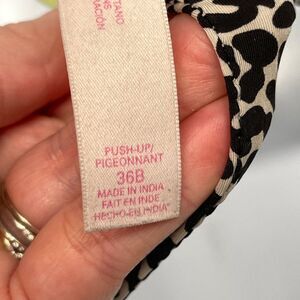 PUSH-UP/
PIGEONNANT
36B
MADE IN INDIA
FAIT EN INDE
HECHO EN INDIA